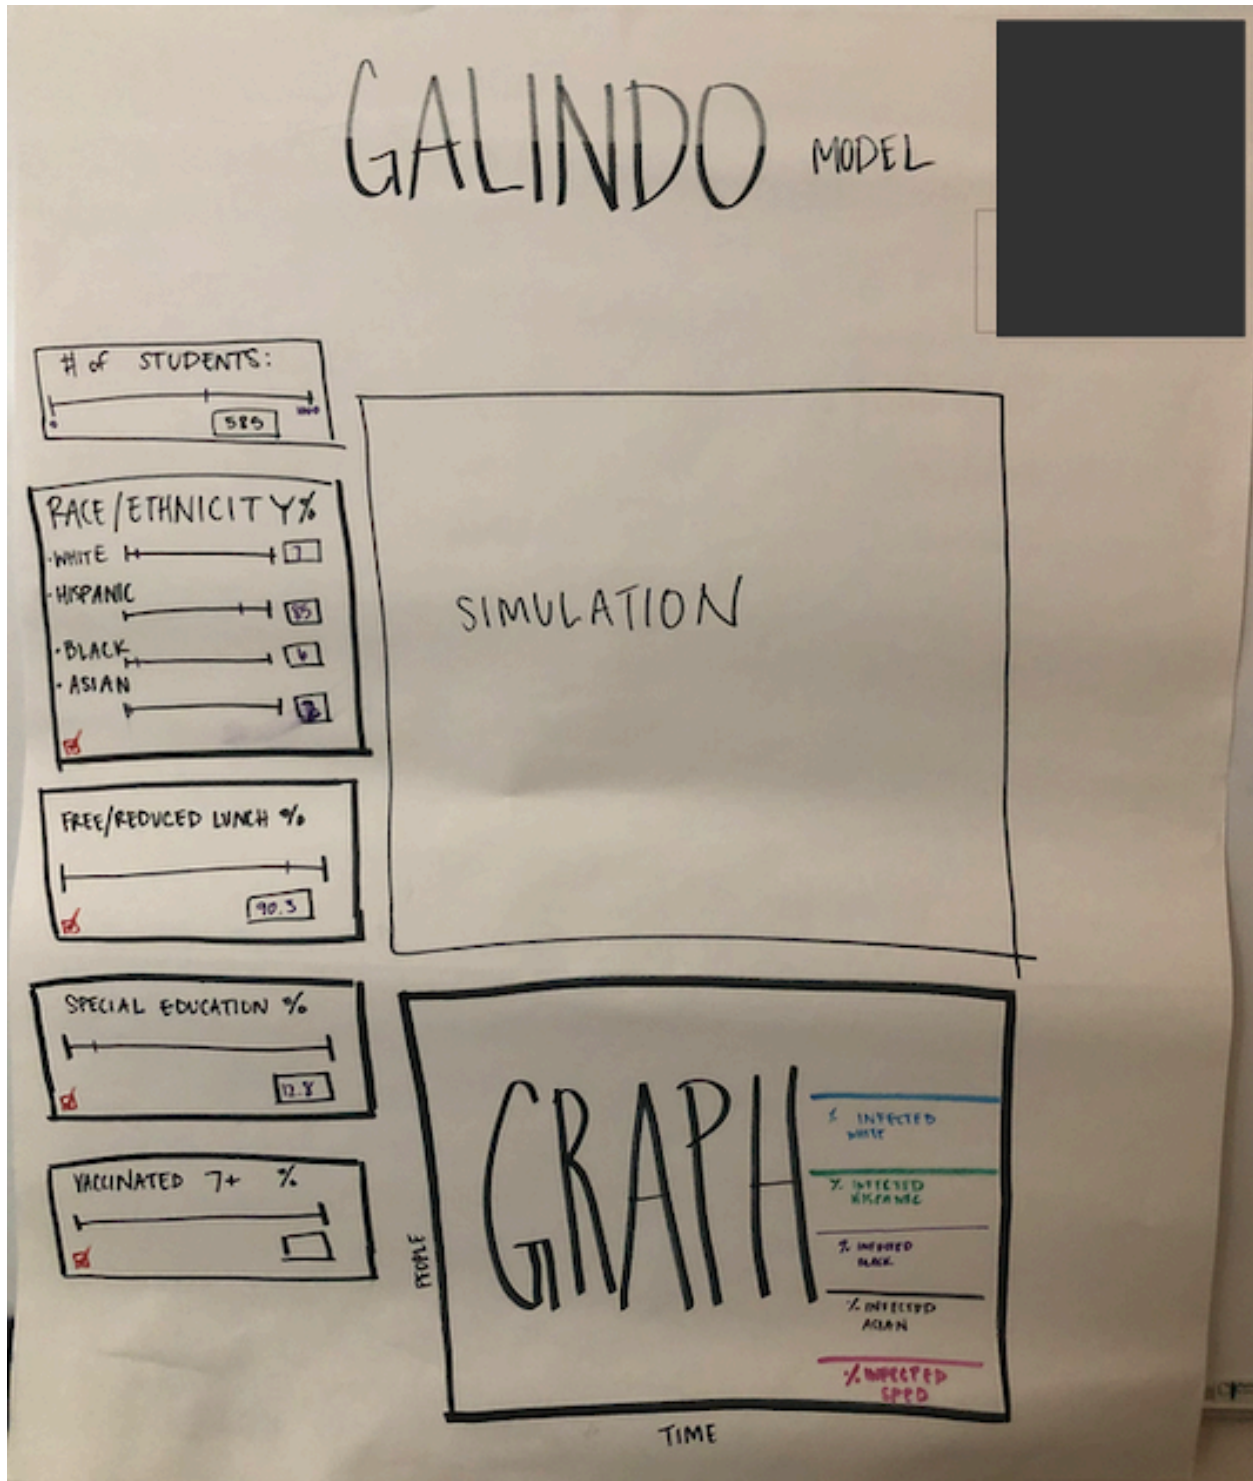 GALINDO MODEL
# of STUDENTS:
0
585
RACE/ETHNICITY %
·WHITE 7
·HISPANIC
85
·BLACK 6
·ASIAN
FREE/REDUCED LUNCH %
90.3
SPECIAL EDUCATION %
12.8
VACCINATED 7+ %
SIMULATION
GRAPH
% INFECTED
WHITE
% INFECTED
HISPANIC
% INFECTED
BLACK
% INFECTED
ASIAN
% INFECTED
SPED
PEOPLE
TIME